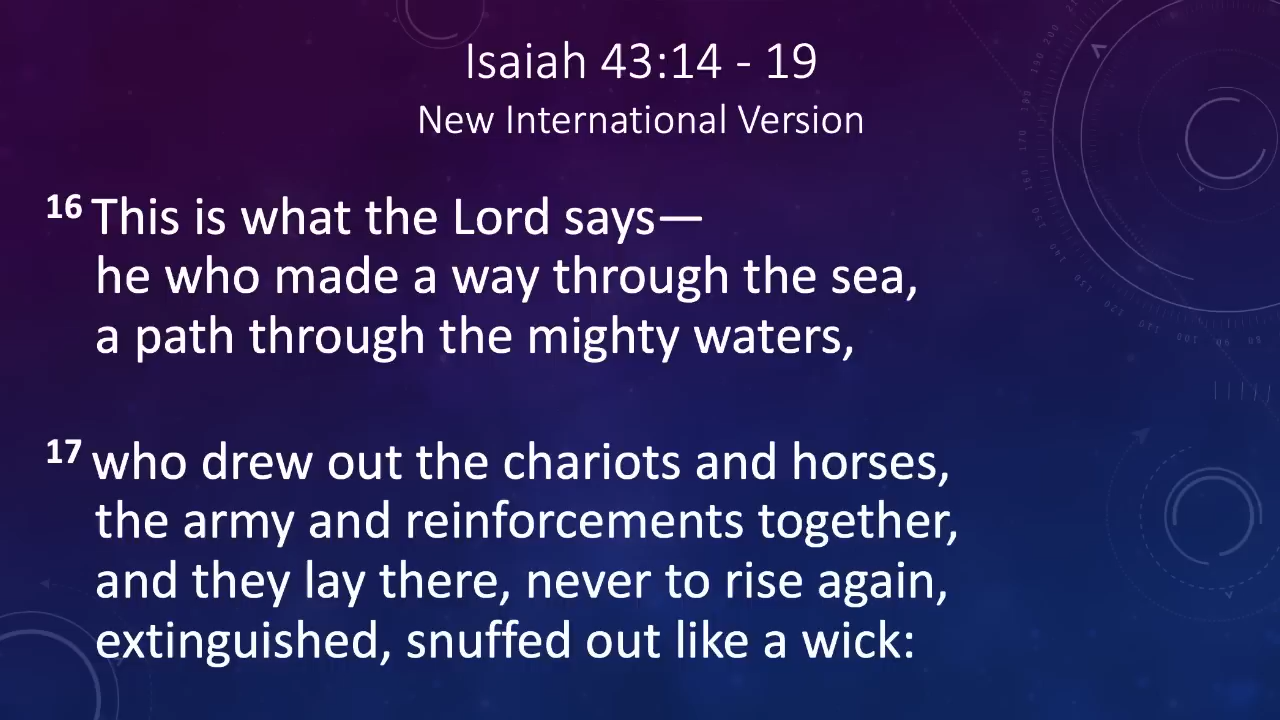 Isaiah 43:14 - 19
New International Version
16 This is what the Lord says—
he who made a way through the sea,
a path through the mighty waters,
17 who drew out the chariots and horses,
the army and reinforcements together,
and they lay there, never to rise again,
extinguished, snuffed out like a wick: